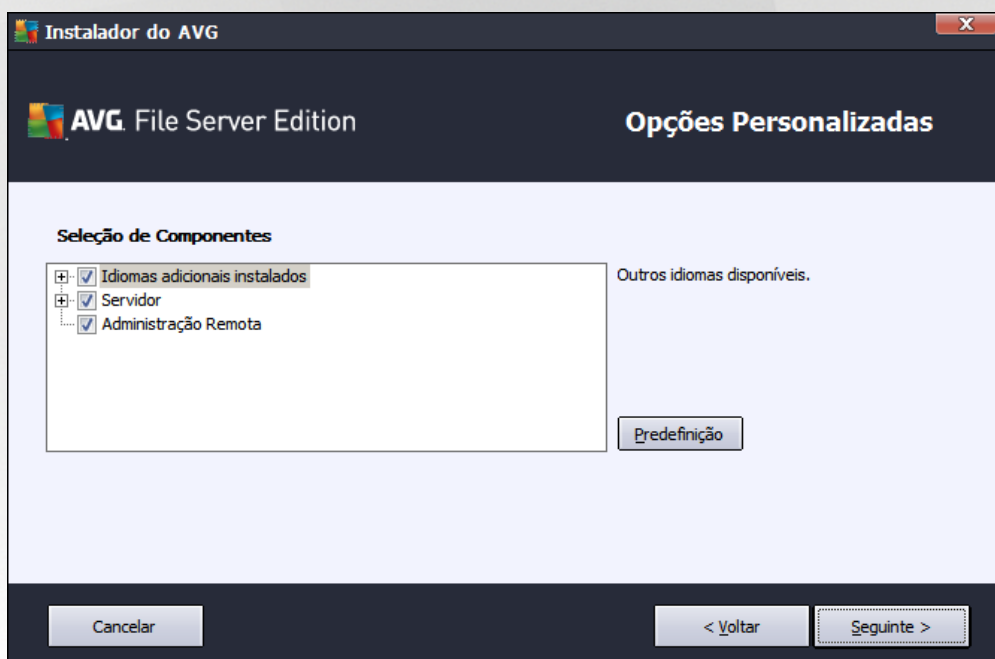 Instalador do AVG
AVG. File Server Edition
Opções Personalizadas
Seleção de Componentes
Idiomas adicionais instalados
Servidor
Administração Remota
Outros idiomas disponíveis.
Predefinição
Cancelar
< Voltar
Seguinte >